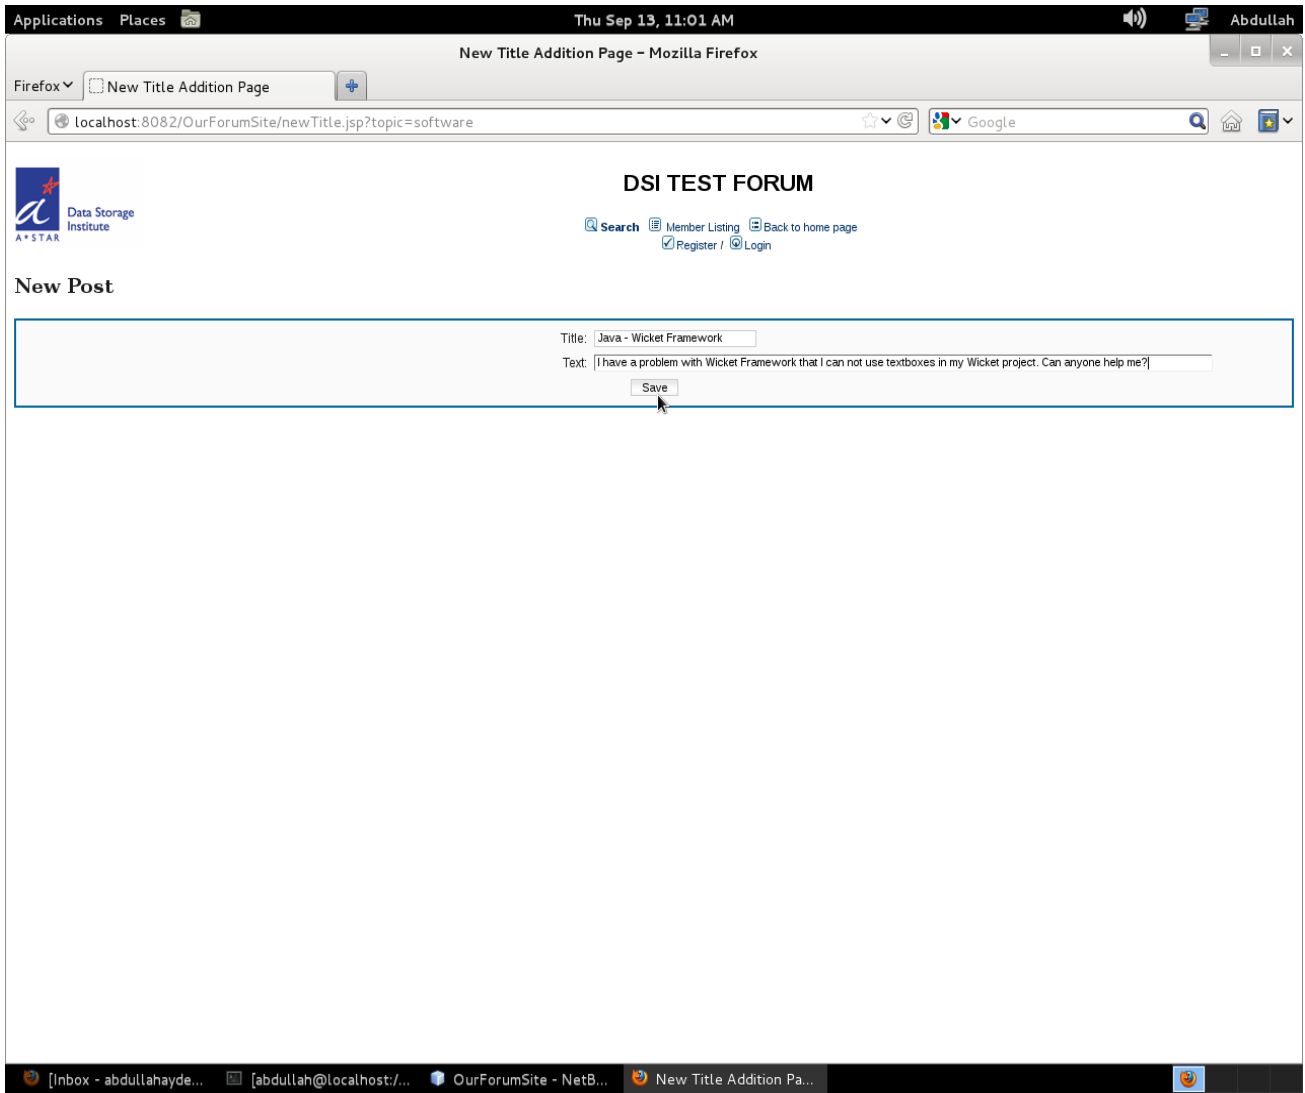 Applications Places Thu Sep 13, 11:01 AM Abdullah
New Title Addition Page – Mozilla Firefox
Firefox New Title Addition Page
localhost:8082/OurForumSite/newTitle.jsp?topic=software Google
DSI TEST FORUM
a
Data Storage
Institute
A*STAR
Search Member Listing Back to home page
Register / Login
New Post
Title: Java - Wicket Framework
Text: I have a problem with Wicket Framework that I can not use textboxes in my Wicket project. Can anyone help me?
Save
[Inbox - abdullahayde... [abdullah@localhost:/... OurForumSite - NetB... New Title Addition Pa...